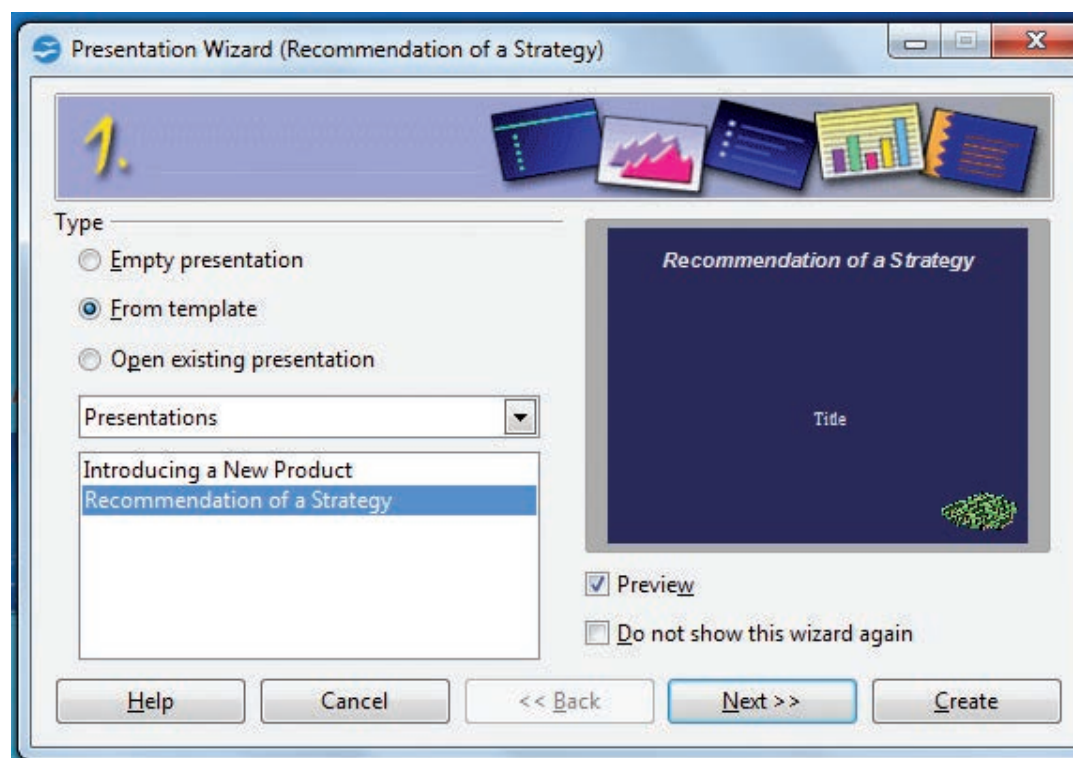 Presentation Wizard (Recommendation of a Strategy)
1.
Type
Empty presentation
From template
Open existing presentation
Presentations
Introducing a New Product
Recommendation of a Strategy
Recommendation of a Strategy
Title
Preview
Do not show this wizard again
Help
Cancel
<< Back
Next >>
Create